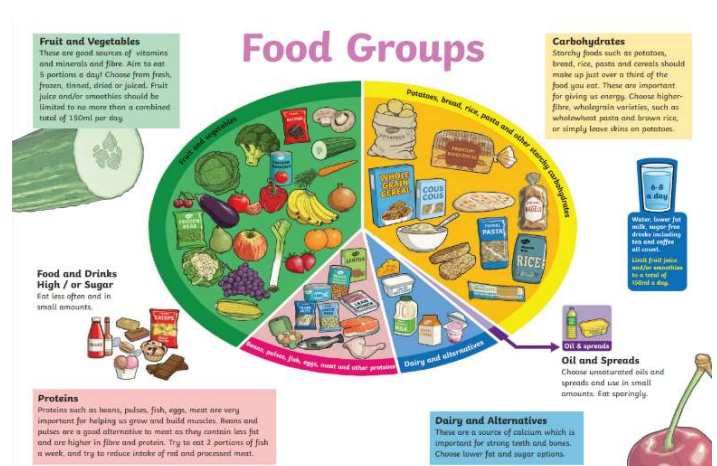 Food Groups
Fruit and Vegetables
These are good sources of vitamins
and minerals and fibre. Aim to eat
5 portions a day! Choose from fresh,
frozen, tinned, dried or juiced. Fruit
juice and/or smoothies should be
limited to no more than a combined
total of 150ml per day.
Carbohydrates
Starchy foods such as potatoes,
bread, rice, pasta and cereals should
make up just over a third of the
food you eat. These are important
for giving us energy. Choose higher-
fibre, wholegrain varieties, such as
wholewheat pasta and brown rice,
or simply leave skins on potatoes.
Fruit and vegetables
Potatoes, bread, rice, pasta and other starchy carbohydrates
POTATOES
WHOLE
GRAIN
CEREAL
COUS
COUS
BAGELS
PASTA
RICE
FROZEN
PEAS
LENTILS
MILK
6-8
a day
Water, lower fat
milk, sugar-free
drinks including
tea and coffee
all count.
Limit fruit juice
and/or smoothies
to a total of
150ml a day.
Food and Drinks
High / or Sugar
Eat less often and in
small amounts.
CRISPS
Beans, pulses, fish, eggs, meat and other proteins
Dairy and alternatives
Oil & spreads
Oil and Spreads
Choose unsaturated oils and
spreads and use in small
amounts. Eat sparingly.
Proteins
Proteins such as beans, pulses, fish, eggs, meat are very
important for helping us grow and build muscles. Beans and
pulses are a good alternative to meat as they contain less fat
and are higher in fibre and protein. Try to eat 2 portions of fish
a week, and try to reduce intake of red and processed meat.
Dairy and Alternatives
These are a source of calcium which is
important for strong teeth and bones.
Choose lower fat and sugar options.